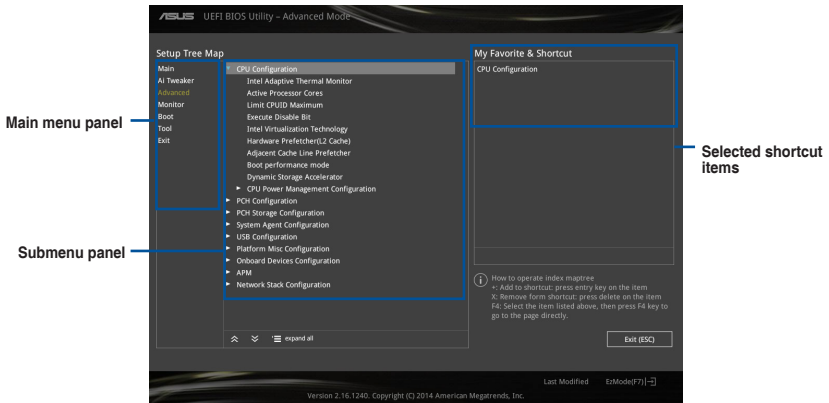 ASUS UEFI BIOS Utility – Advanced Mode
Setup Tree Map
Main
Ai Tweaker
Advanced
Monitor
Boot
Tool
Exit
CPU Configuration
Intel Adaptive Thermal Monitor
Active Processor Cores
Limit CPUID Maximum
Execute Disable Bit
Intel Virtualization Technology
Hardware Prefetcher(L2 Cache)
Adjacent Cache Line Prefetcher
Boot performance mode
Dynamic Storage Accelerator
CPU Power Management Configuration
PCH Configuration
PCH Storage Configuration
System Agent Configuration
USB Configuration
Platform Misc Configuration
Onboard Devices Configuration
APM
Network Stack Configuration
expand all
My Favorite & Shortcut
CPU Configuration
How to operate index maptree
+: Add to shortcut: press entry key on the item
X: Remove form shortcut: press delete on the item
F4: Select the item listed above, then press F4 key to
go to the page directly.
Exit (ESC)
Last Modified
EzMode(F7)
Version 2.16.1240. Copyright (C) 2014 American Megatrends, Inc.
Main menu panel
Submenu panel
Selected shortcut
items